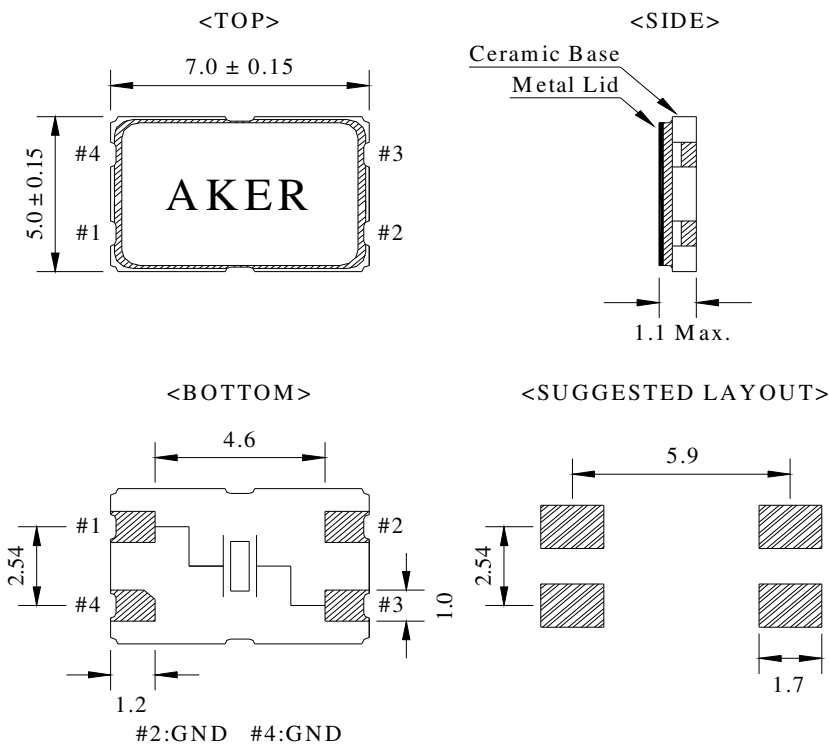 <TOP>
7.0 ± 0.15
5.0 ± 0.15
#4
#3
AKER
#1
#2
<SIDE>
Ceramic Base
Metal Lid
1.1 Max.
<BOTTOM>
4.6
#1
#2
2.54
#4
#3
1.0
1.2
#2:GND #4:GND
<SUGGESTED LAYOUT>
5.9
2.54
1.7